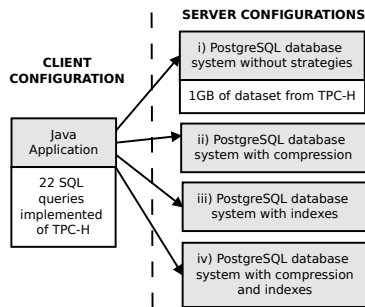 CLIENT
CONFIGURATION
Java
Application
22 SQL
queries
implemented
of TPC-H
SERVER CONFIGURATIONS
i) PostgreSQL database
system without strategies
1GB of dataset from TPC-H
ii) PostgreSQL database
system with compression
iii) PostgreSQL database
system with indexes
iv) PostgreSQL database
system with compression
and indexes